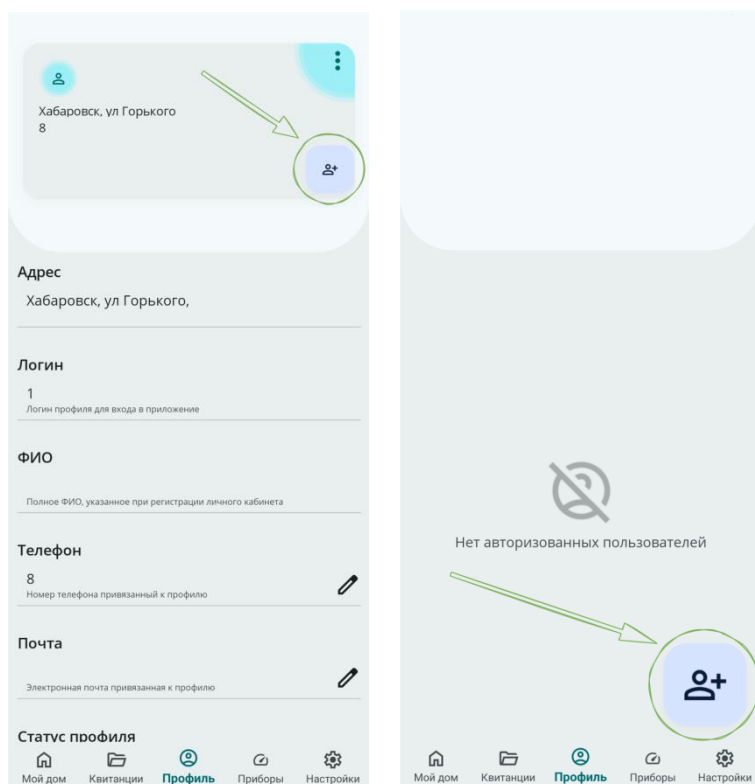 Хабаровск, ул Горького
8
Адрес
Хабаровск, ул Горького,
Логин
1
Логин профиля для входа в приложение
ФИО
Полное ФИО, указанное при регистрации личного кабинета
Телефон
8
Номер телефона привязанный к профилю
Почта
Электронная почта привязанная к профилю
Статус профиля
Мой дом Квитанции Профиль Приборы Настройки
Нет авторизованных пользователей
Мой дом Квитанции Профиль Приборы Настройки